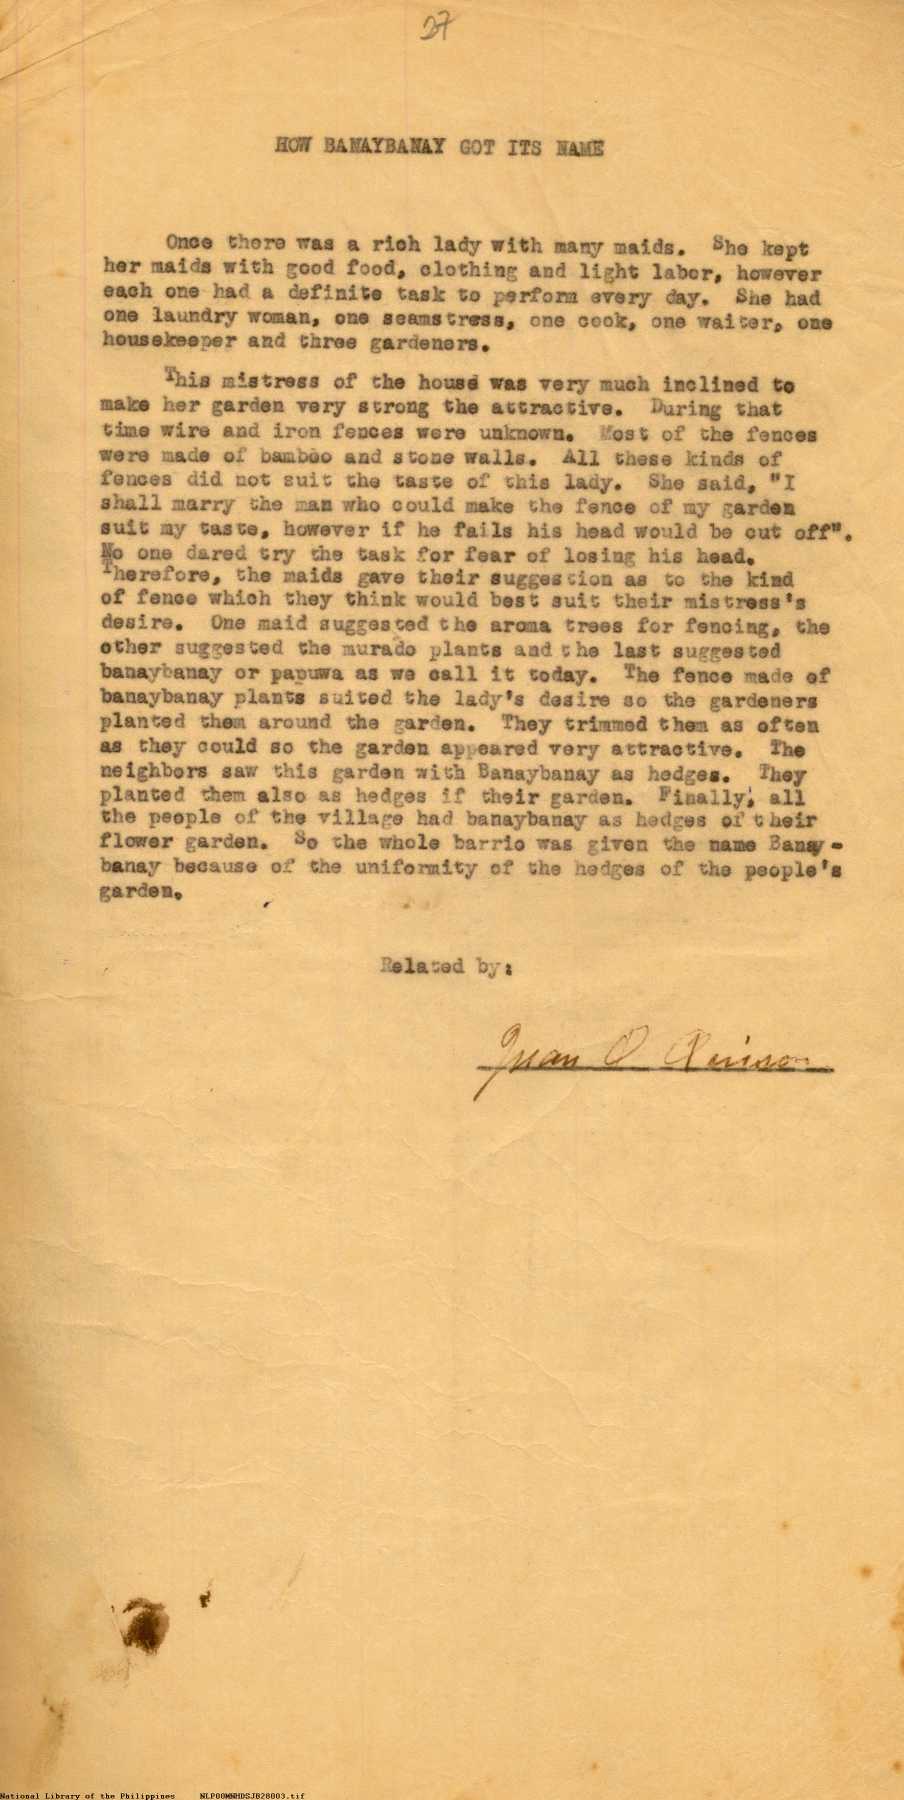 27
HOW BANAYBANAY GOT ITS NAME
Once there was a rich lady with many maids. She kept
her maids with good food, clothing and light labor, however
each one had a definite task to perform every day. She had
one laundry woman, one seamstress, one cook, one waiter, one
housekeeper and three gardeners.
This mistress of the house was very much inclined to
make her garden very strong the attractive. During that
time wire and iron fences were unknown. Most of the fences
were made of bamboo and stone walls. All these kinds of
fences did not suit the taste of this lady. She said, "I
shall marry the man who could make the fence of my garden
suit my taste, however if he fails his head would be cut off".
No one dared try the task for fear of losing his head.
Therefore, the maids gave their suggestion as to the kind
of fence which they think would best suit their mistress's
desire. One maid suggested the aroma trees for fencing, the
other suggested the murado plants and the last suggested
banaybanay or papuwa as we call it today. The fence made of
banaybanay plants suited the lady's desire so the gardeners
planted them around the garden. They trimmed them as often
as they could so the garden appeared very attractive. The
neighbors saw this garden with Banaybanay as hedges. They
planted them also as hedges if their garden. Finally, all
the people of the village had banaybanay as hedges of their
flower garden. So the whole barrio was given the name Banay-
banay because of the uniformity of the hedges of the people's
garden.
Related by:
Juan O
National Library of the Philippines NLP00MNHDSJB28003.tif